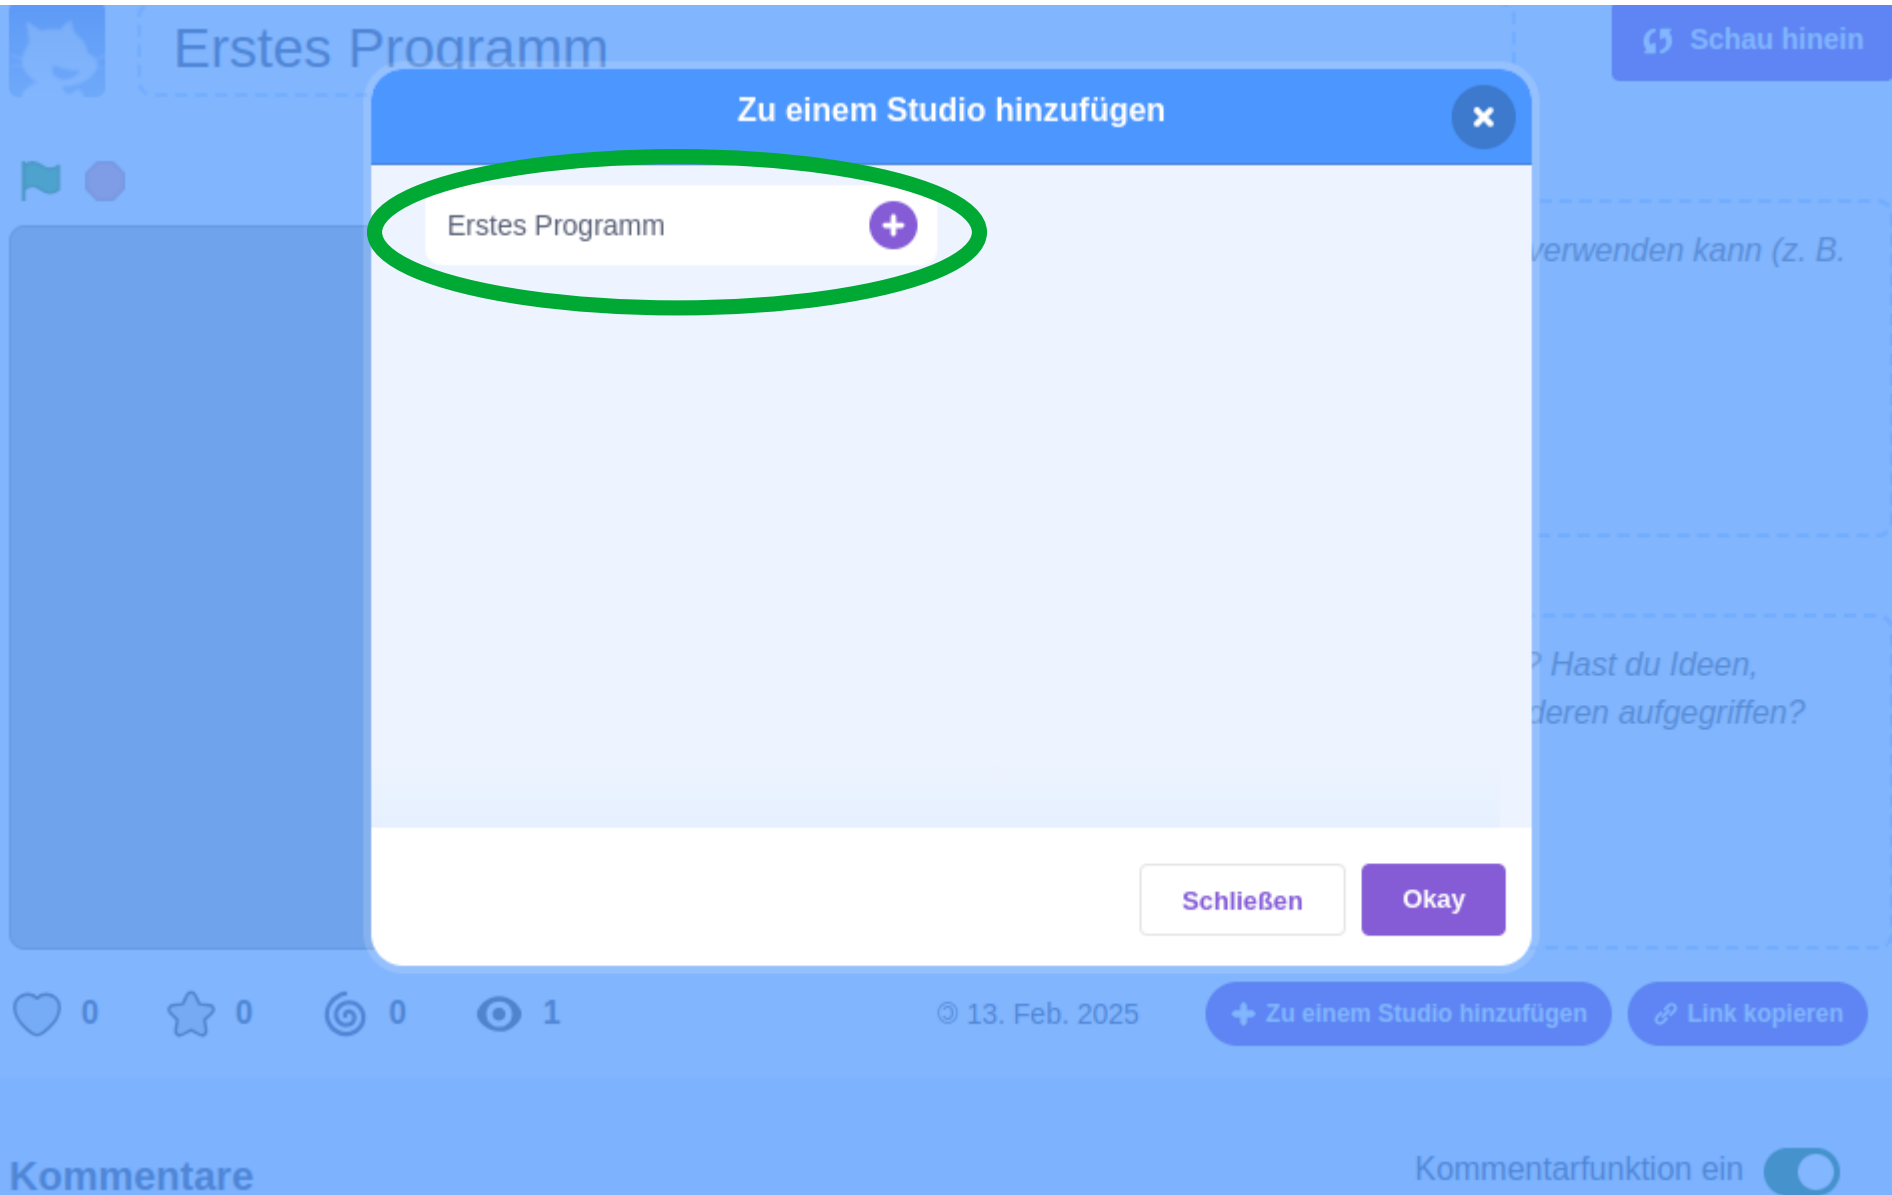 Erstes Programm
Schau hinein
Zu einem Studio hinzufügen
Erstes Programm
verwenden kann (z. B.
? Hast du Ideen,
deren aufgegriffen?
Schließen
Okay
0
0
0
1
13. Feb. 2025
Zu einem Studio hinzufügen
Link kopieren
Kommentare
Kommentarfunktion ein